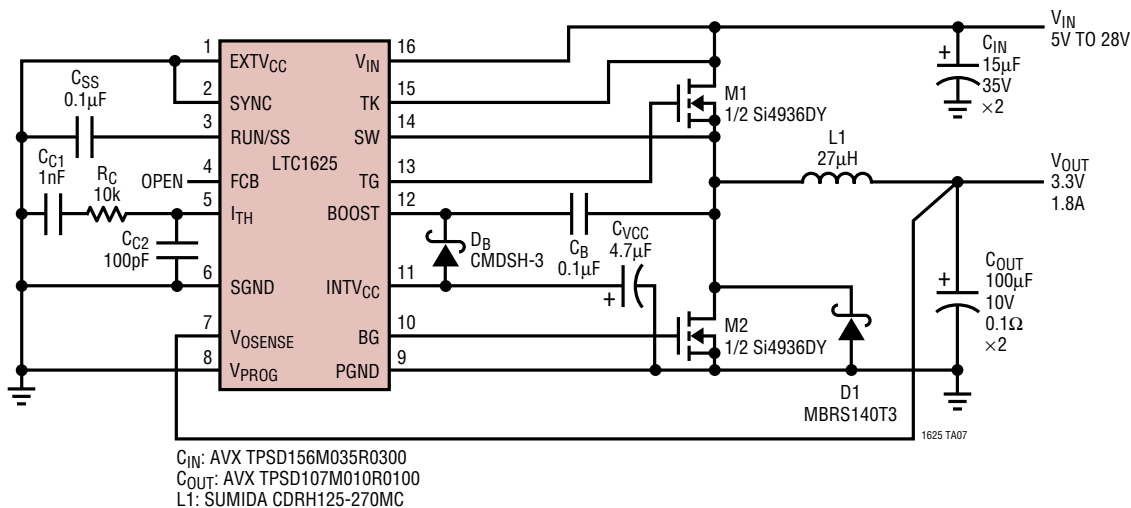 VIN
5V TO 28V
CIN
15µF
35V
×2
1 EXTVCC
2 SYNC
3 RUN/SS
4 FCB
5 ITH
6 SGND
7 VOSENSE
8 VPROG
LTC1625
16 VIN
15 TK
14 SW
13 TG
12 BOOST
11 INTVCC
10 BG
9 PGND
CSS
0.1µF
OPEN
CC1
1nF
RC
10k
CC2
100pF
M1
1/2 Si4936DY
L1
27µH
VOUT
3.3V
1.8A
DB
CMDSH-3
CB
0.1µF
CVCC
4.7µF
+
M2
1/2 Si4936DY
+
+
COUT
100µF
10V
0.1Ω
×2
D1
MBRS140T3
1625 TA07
CIN: AVX TPSD156M035R0300
COUT: AVX TPSD107M010R0100
L1: SUMIDA CDRH125-270MC